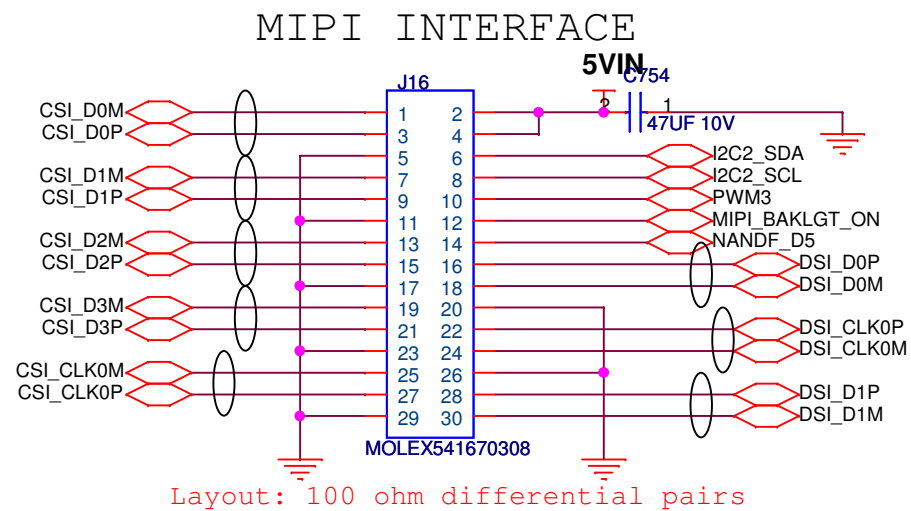 MIPI INTERFACE
5VIN
C754
J16
2 1
47UF 10V
CSI_D0M 1 2
CSI_D0P 3 4
5 6 I2C2_SDA
CSI_D1M 7 8 I2C2_SCL
CSI_D1P 9 10 PWM3
11 12 MIPI_BAKLGT_ON
CSI_D2M 13 14 NANDF_D5
CSI_D2P 15 16 DSI_D0P
17 18 DSI_D0M
CSI_D3M 19 20
CSI_D3P 21 22 DSI_CLK0P
23 24 DSI_CLK0M
CSI_CLK0M 25 26
CSI_CLK0P 27 28 DSI_D1P
29 30 DSI_D1M
MOLEX541670308
Layout: 100 ohm differential pairs